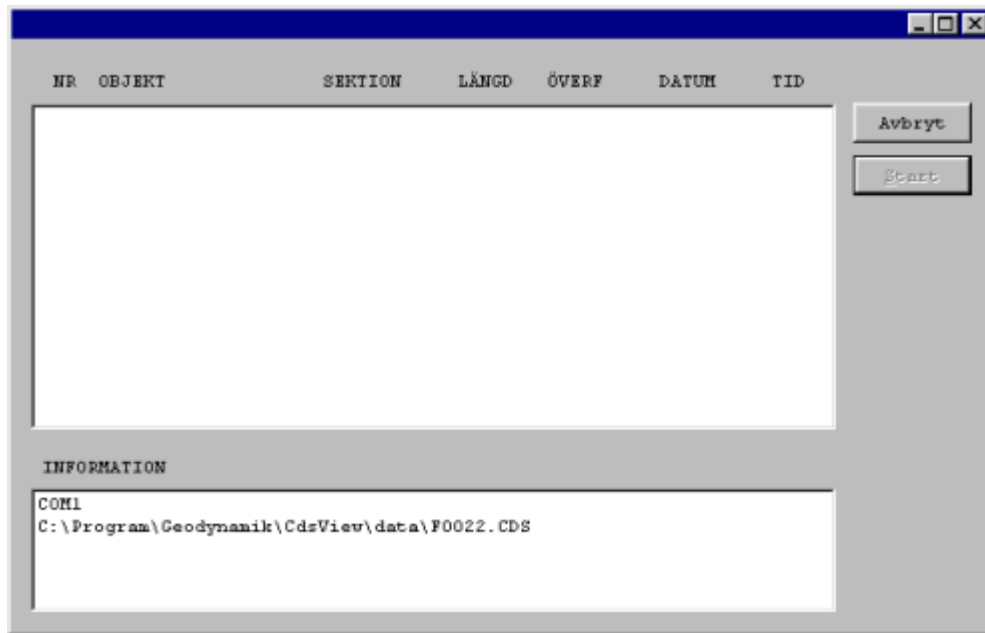 NR OBJEKT SEKTION LÄNGD ÖVERF DATUM TID
Avbryt
Start
INFORMATION
COM1
C:\Program\Geodynamik\CdsView\data\F0022.CDS